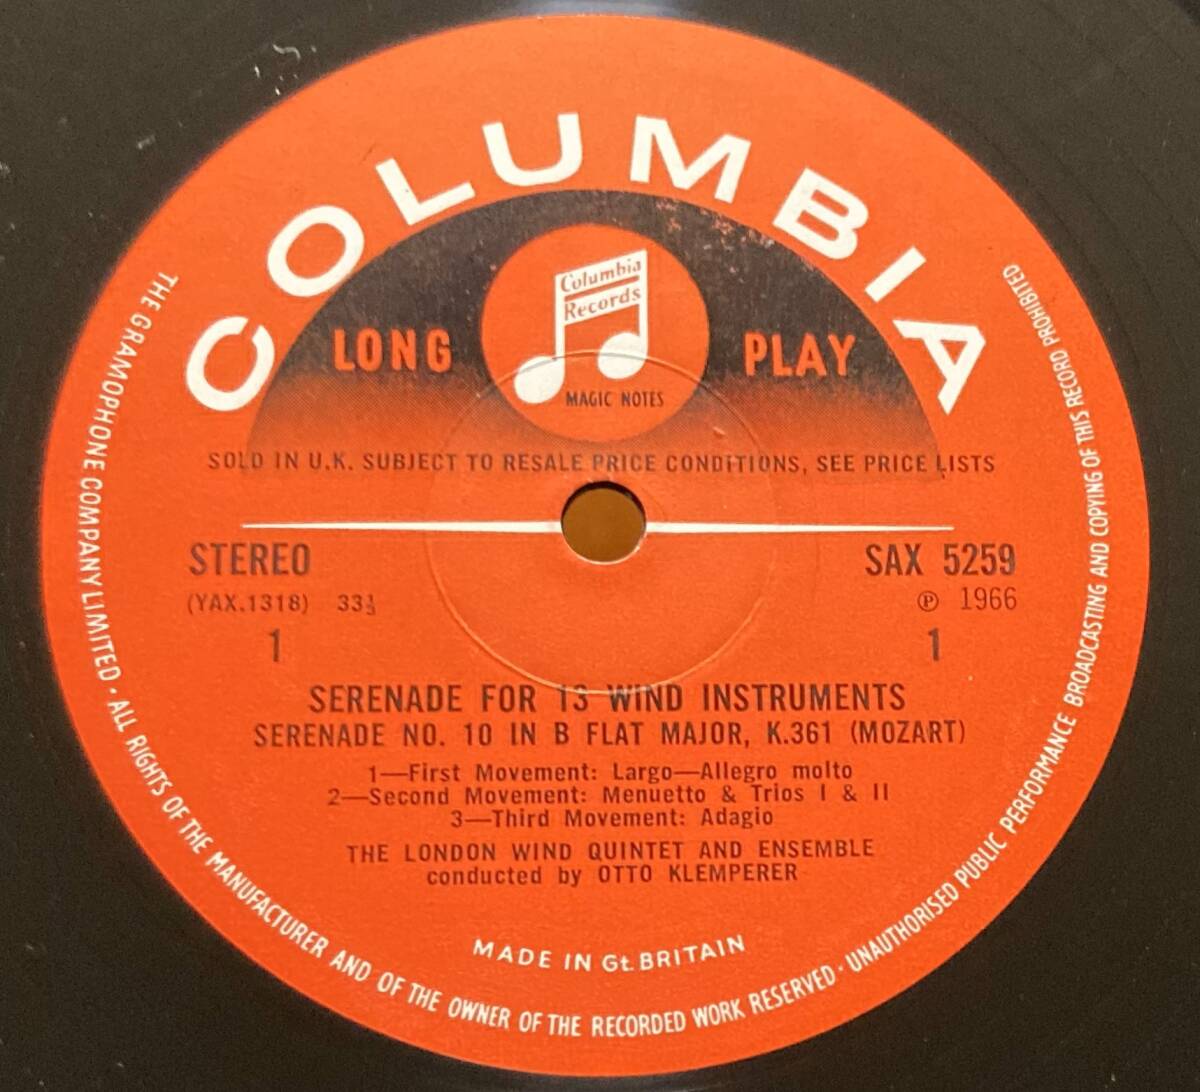 COLUMBIA
Columbia
Records
LONG PLAY
MAGIC NOTES
SOLD IN U.K. SUBJECT TO RESALE PRICE CONDITIONS, SEE PRICE LISTS
STEREO SAX 5259
(YAX.1318) 33⅓ ℗ 1966
1 1
SERENADE FOR 13 WIND INSTRUMENTS
SERENADE NO. 10 IN B FLAT MAJOR, K.361 (MOZART)
1—First Movement: Largo—Allegro molto
2—Second Movement: Menuetto & Trios I & II
3—Third Movement: Adagio
THE LONDON WIND QUINTET AND ENSEMBLE
conducted by OTTO KLEMPERER
MADE IN Gt. BRITAIN
THE GRAMOPHONE COMPANY LIMITED · ALL RIGHTS OF THE MANUFACTURER AND OF THE OWNER OF THE RECORDED WORK RESERVED · UNAUTHORISED PUBLIC PERFORMANCE BROADCASTING AND COPYING OF THIS RECORD PROHIBITED